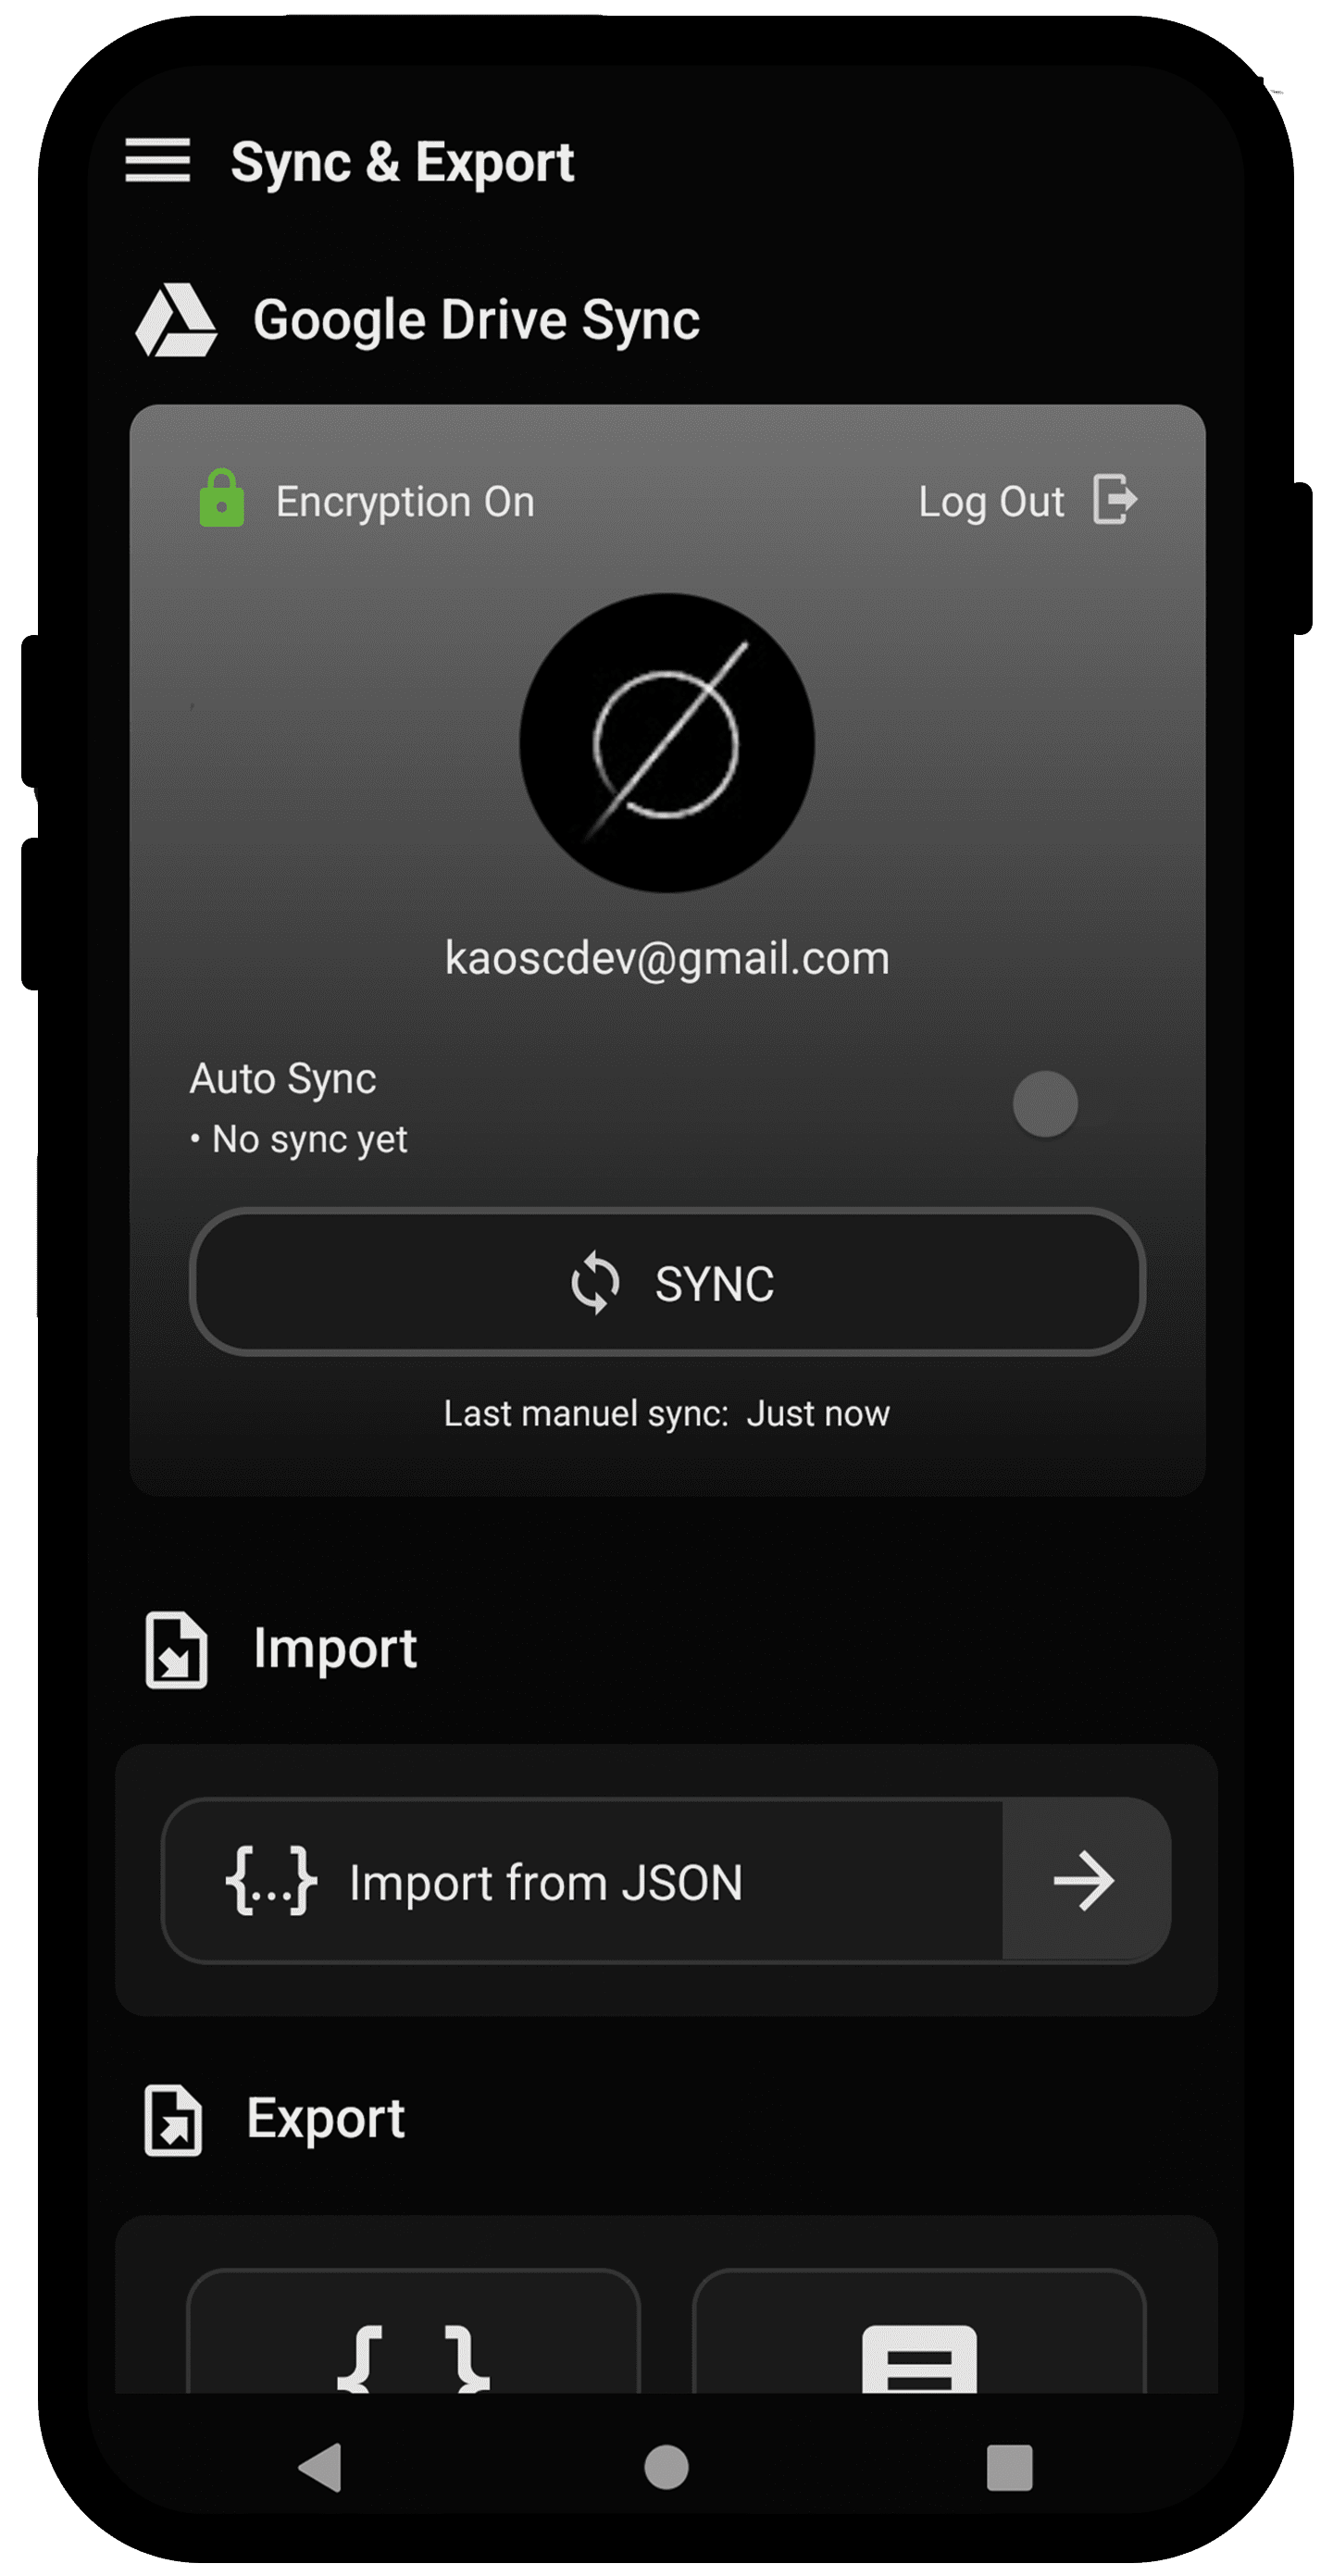 Sync & Export
Google Drive Sync
Encryption On
Log Out
kaoscdev@gmail.com
Auto Sync
• No sync yet
SYNC
Last manuel sync: Just now
Import
{...} Import from JSON
Export